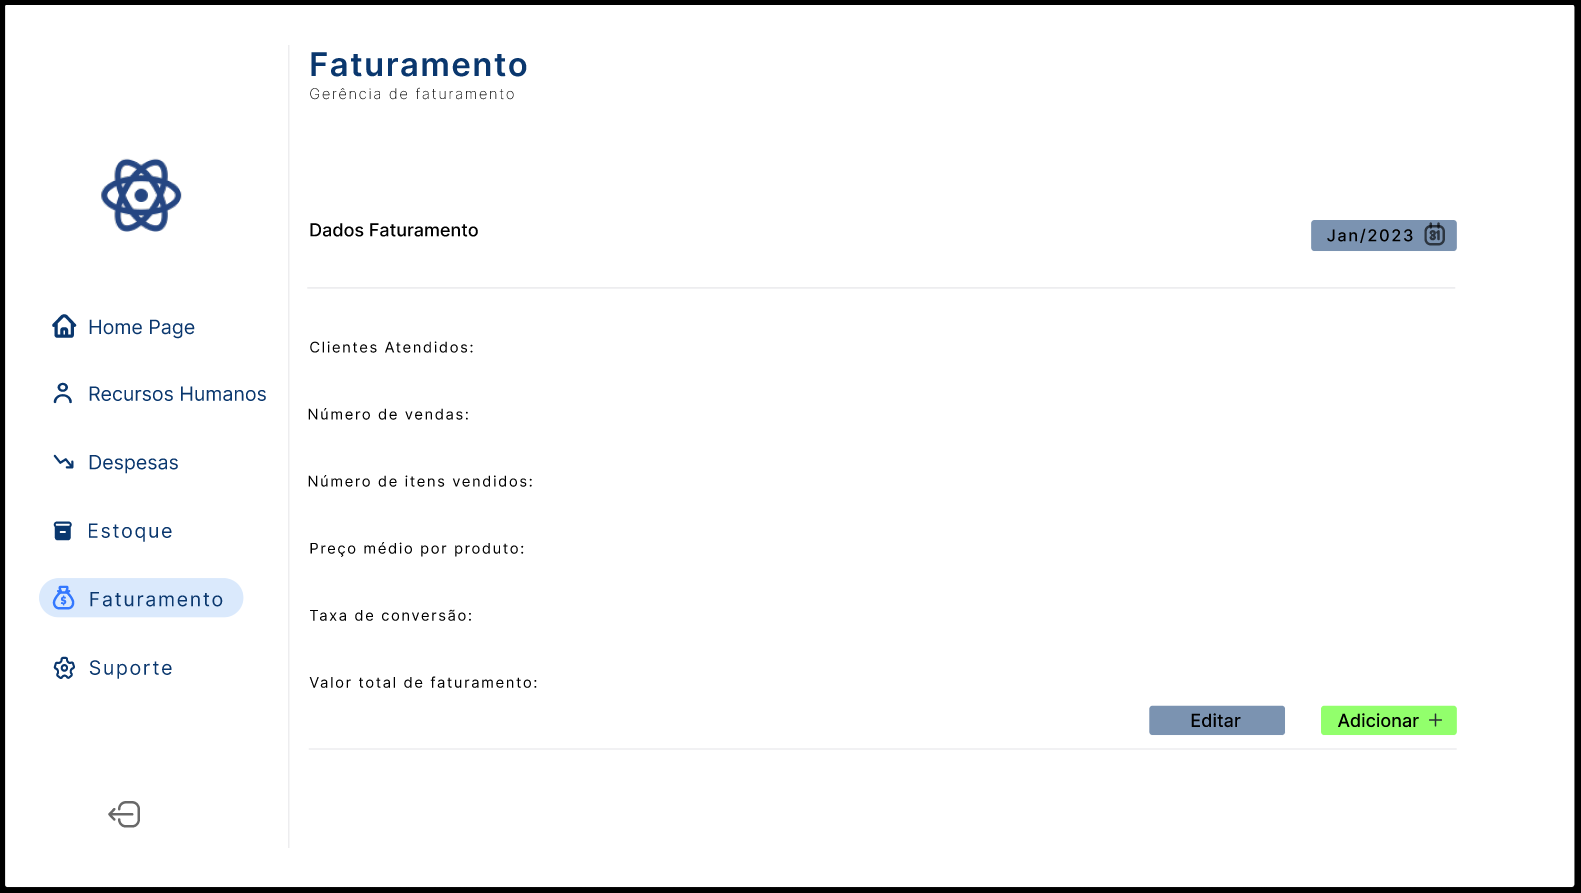 Faturamento
Gerência de faturamento
Dados Faturamento
Jan/2023 31
Home Page
Recursos Humanos
Despesas
Estoque
$ Faturamento
Suporte
Clientes Atendidos:
Número de vendas:
Número de itens vendidos:
Preço médio por produto:
Taxa de conversão:
Valor total de faturamento:
Editar
Adicionar +